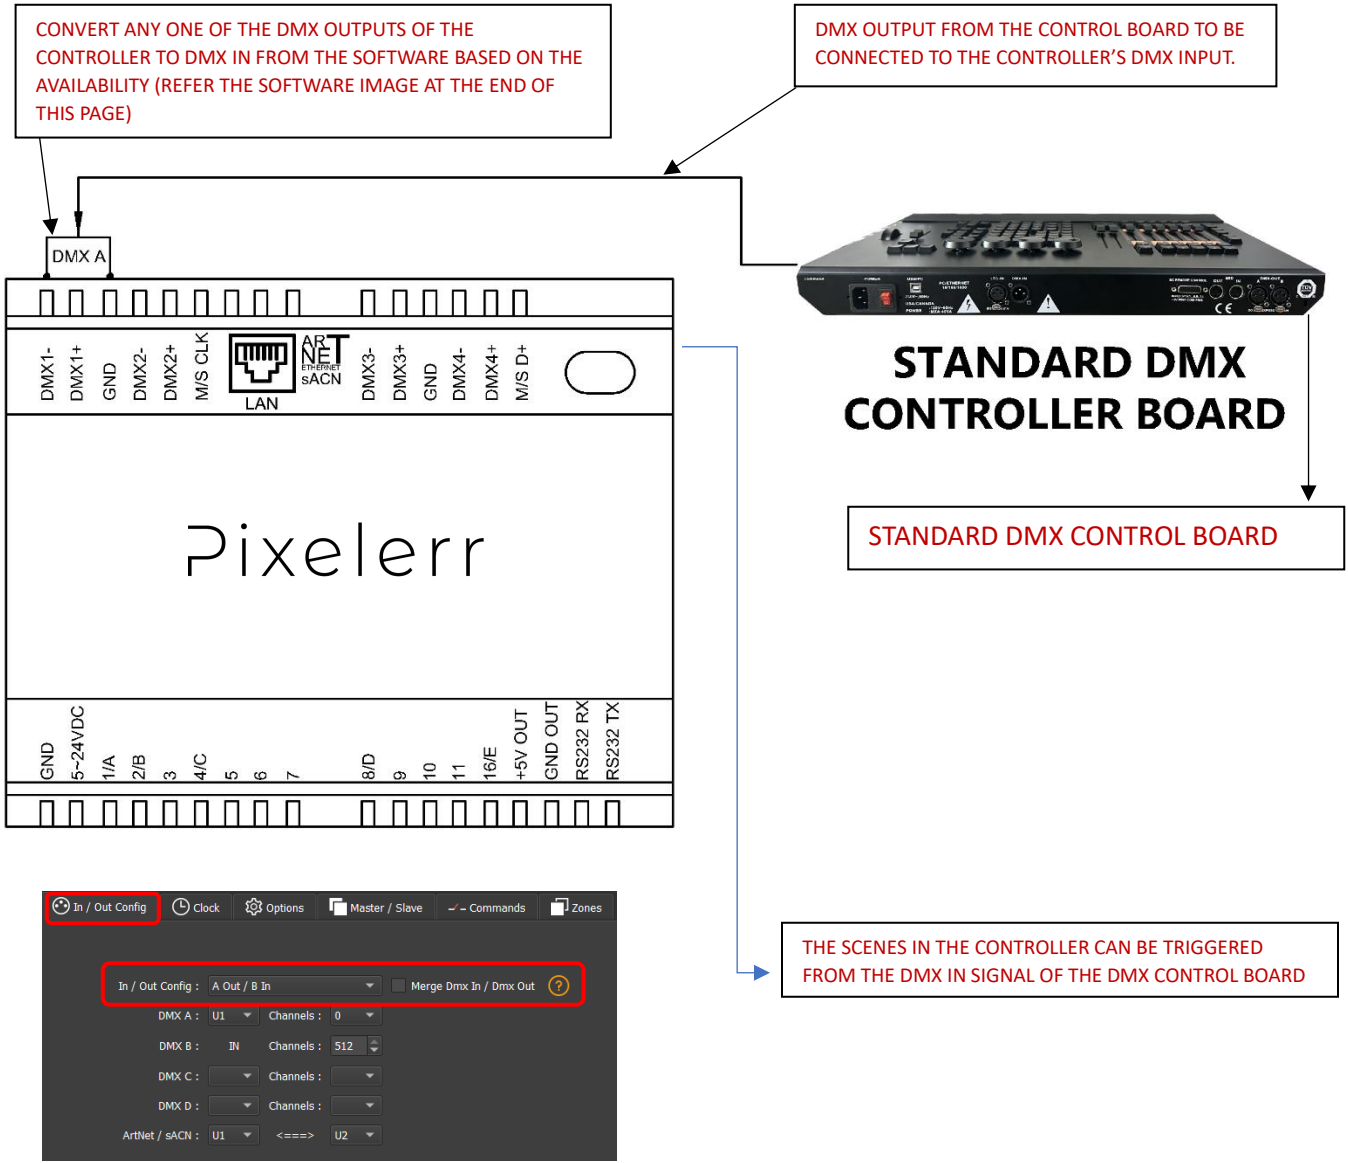 CONVERT ANY ONE OF THE DMX OUTPUTS OF THE
CONTROLLER TO DMX IN FROM THE SOFTWARE BASED ON THE
AVAILABILITY (REFER THE SOFTWARE IMAGE AT THE END OF
THIS PAGE)
DMX OUTPUT FROM THE CONTROL BOARD TO BE
CONNECTED TO THE CONTROLLER'S DMX INPUT.
DMX A
DMX1-
DMX1+
GND
DMX2-
DMX2+
M/S CLK
LAN
ARTNET
ETHERNET
sACN
DMX3-
DMX3+
GND
DMX4-
DMX4+
M/S D+
POWER
DMX IN
STANDARD DMX
CONTROLLER BOARD
STANDARD DMX CONTROL BOARD
Pixelerr
GND
5~24VDC
1/A
2/B
3
4/C
5
6
7
8/D
9
10
11
16/E
+5V OUT
GND OUT
RS232 RX
RS232 TX
In / Out Config
Clock
Options
Master / Slave
Commands
Zones
In / Out Config : A Out / B In Merge Dmx In / Dmx Out ?
DMX A : U1 Channels : 0
DMX B : IN Channels : 512
DMX C : Channels :
DMX D : Channels :
ArtNet / sACN : U1 <===> U2
THE SCENES IN THE CONTROLLER CAN BE TRIGGERED
FROM THE DMX IN SIGNAL OF THE DMX CONTROL BOARD